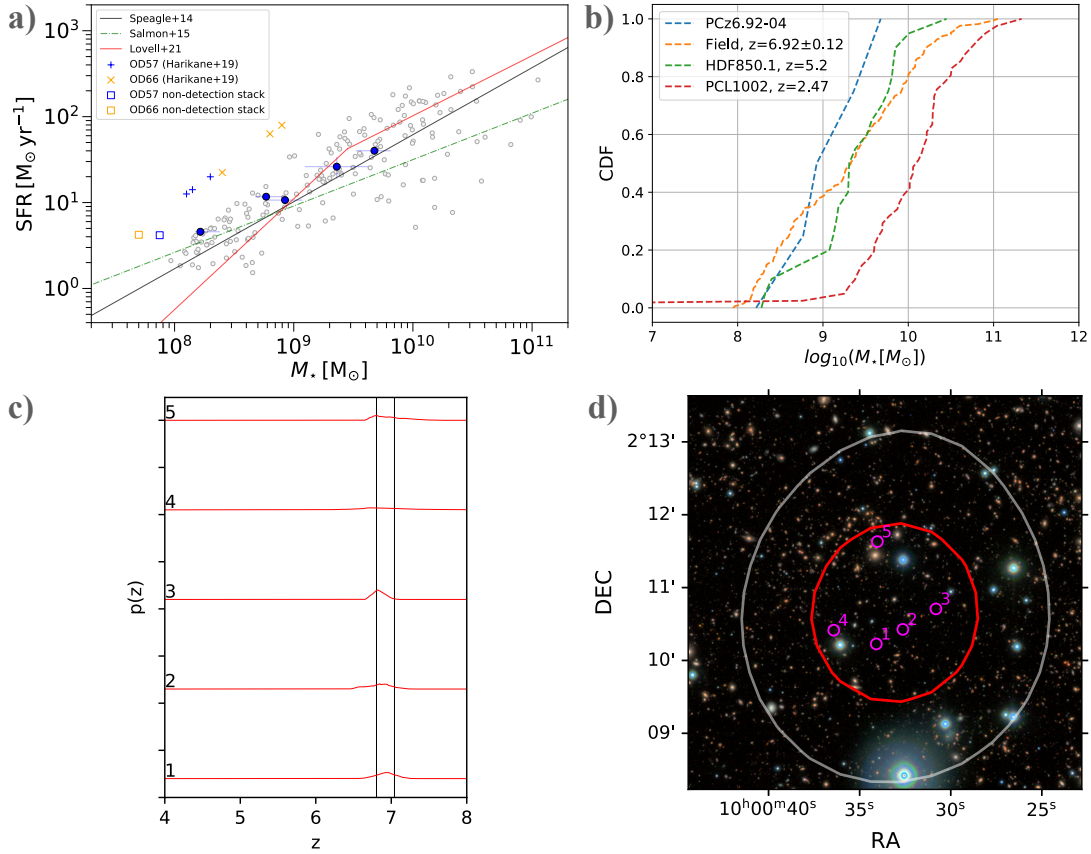 a)
Speagle+14
Salmon+15
Lovell+21
OD57 (Harikane+19)
OD66 (Harikane+19)
OD57 non-detection stack
OD66 non-detection stack
10³
10²
10¹
10⁰
SFR [M⊙ yr⁻¹]
10⁸ 10⁹ 10¹⁰ 10¹¹
M⋆ [M⊙]
b)
PCz6.92-04
Field, z=6.92±0.12
HDF850.1, z=5.2
PCL1002, z=2.47
1.0
0.8
0.6
0.4
0.2
0.0
CDF
7 8 9 10 11 12
log₁₀(M⋆[M⊙])
c)
5
4
3
2
1
p(z)
4 5 6 7 8
z
d)
2°13'
12'
11'
10'
09'
DEC
5
3
4
2
1
10ʰ00ᵐ40ˢ 35ˢ 30ˢ 25ˢ
RA